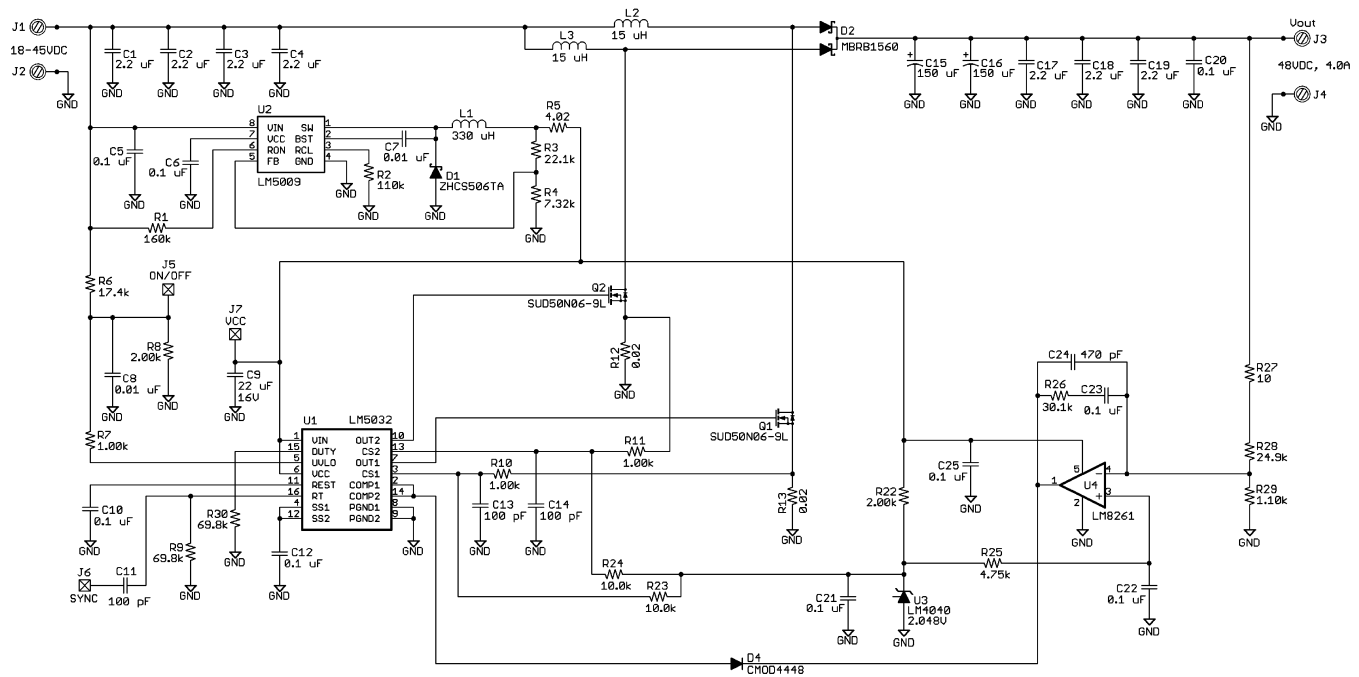 J1
18-45VDC
J2
GND
C1
2.2 uF
GND
C2
2.2 uF
GND
C3
2.2 uF
GND
C4
2.2 uF
GND
L2
15 uH
L3
15 uH
D2
MBRB1560
Vout
J3
48VDC, 4.0A
J4
GND
C15
150 uF
GND
C16
150 uF
GND
C17
2.2 uF
GND
C18
2.2 uF
GND
C19
2.2 uF
GND
C20
0.1 uF
GND
U2
8 VIN SW 1
7 VCC BST 2
6 RON RCL 3
5 FB GND 4
LM5009
C5
0.1 uF
GND
C6
0.1 uF
GND
GND
R2
110k
GND
C7
0.01 uF
L1
330 uH
D1
ZHCS506TA
GND
R5
4.02
R3
22.1k
R4
7.32k
GND
R1
160k
R6
17.4k
J5
ON/OFF
R8
2.00k
GND
C8
0.01 uF
GND
R7
1.00k
J7
VCC
C9
22 uF
16V
GND
Q2
SUD50N06-9L
R12
0.02
GND
Q1
SUD50N06-9L
R13
0.02
GND
U1 LM5032
1 VIN OUT2 10
15 DUTY CS2 13
5 UVLO OUT1 7
6 VCC CS1 3
11 REST COMP1 2
16 RT COMP2 14
4 SS1 PGND1 8
12 SS2 PGND2 9
GND
R11
1.00k
R10
1.00k
C13
100 pF
GND
C14
100 pF
GND
C10
0.1 uF
GND
R30
69.8k
GND
R9
69.8k
GND
C12
0.1 uF
GND
J6
SYNC
C11
100 pF
R24
10.0k
R23
10.0k
C21
0.1 uF
GND
U3
LM4040
2.048V
GND
R22
2.00k
R25
4.75k
C22
0.1 uF
GND
C25
0.1 uF
GND
U4
LM8261
1
5
4
3
2
GND
C24
470 pF
R26
30.1k
C23
0.1 uF
R27
10
R28
24.9k
R29
1.10k
GND
D4
CMOD4448